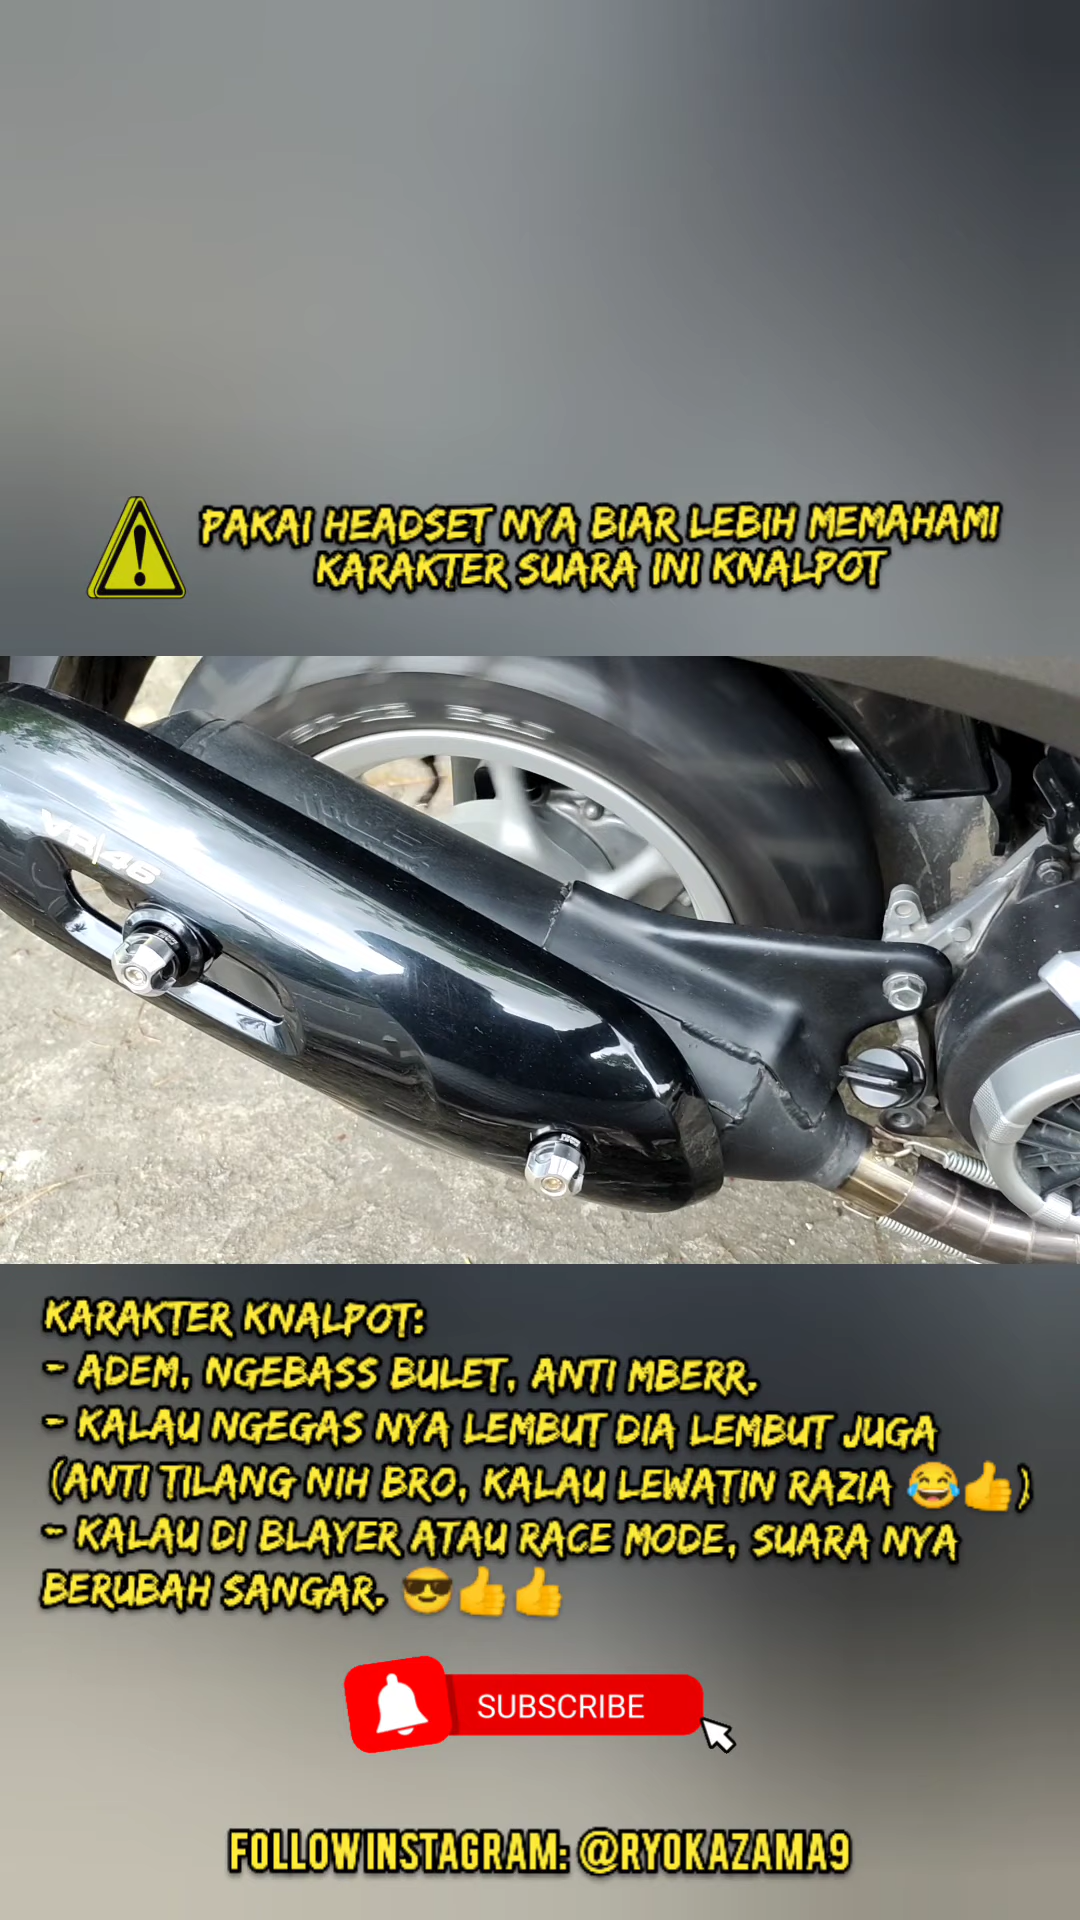 PAKAI HEADSET NYA BIAR LEBIH MEMAHAMI
KARAKTER SUARA INI KNALPOT
VR|46
KARAKTER KNALPOT:
- ADEM, NGEBASS BULET, ANTI MBERR.
- KALAU NGEGAS NYA LEMBUT DIA LEMBUT JUGA
(ANTI TILANG NIH BRO, KALAU LEWATIN RAZIA 😂👍)
- KALAU DI BLAYER ATAU RACE MODE, SUARA NYA
BERUBAH SANGAR. 😎👍👍
SUBSCRIBE
FOLLOW INSTAGRAM: @RYOKAZAMA9